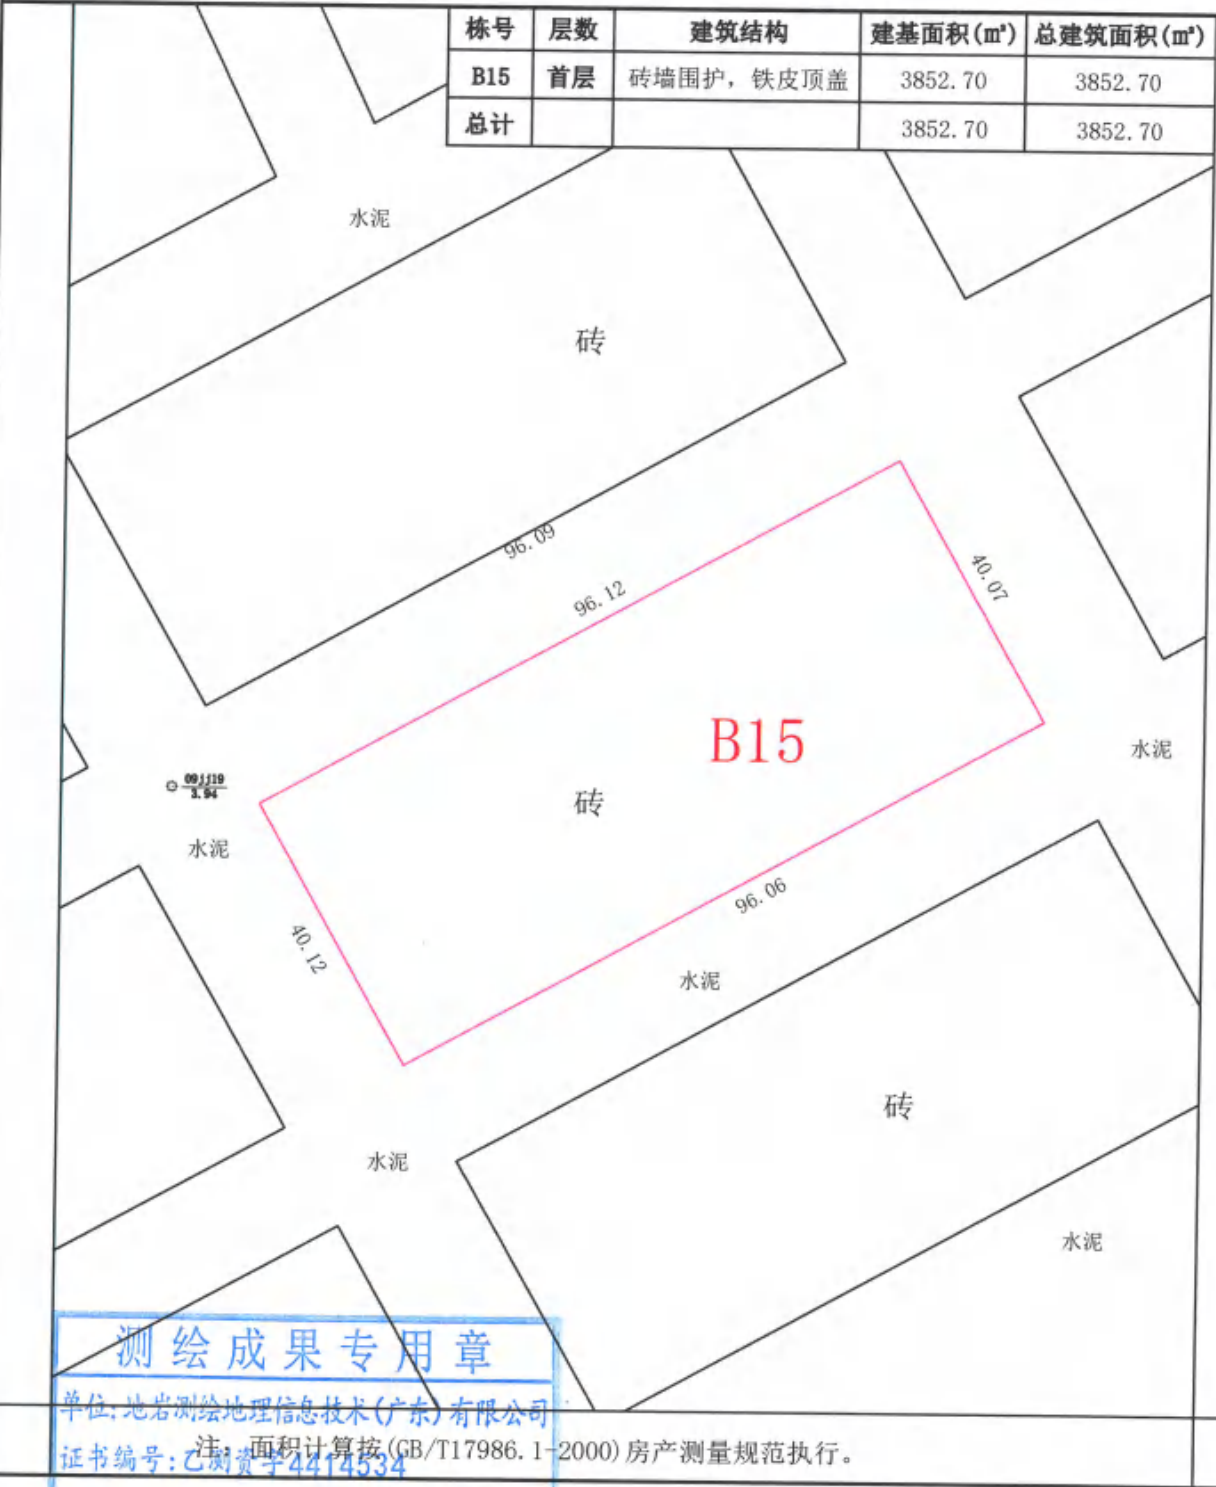 栋号 层数 建筑结构 建基面积(㎡) 总建筑面积(㎡)
B15 首层 砖墙围护，铁皮顶盖 3852.70 3852.70
总计 3852.70 3852.70
水泥
砖
96.09
96.12
40.07
B15
水泥
砖
09jj19
3.94
水泥
96.06
40.12
水泥
砖
水泥
水泥
测绘成果专用章
单位:地岩测绘地理信息技术(广东)有限公司
证书编号:乙测资字4414534
注：面积计算按(GB/T17986.1-2000)房产测量规范执行。